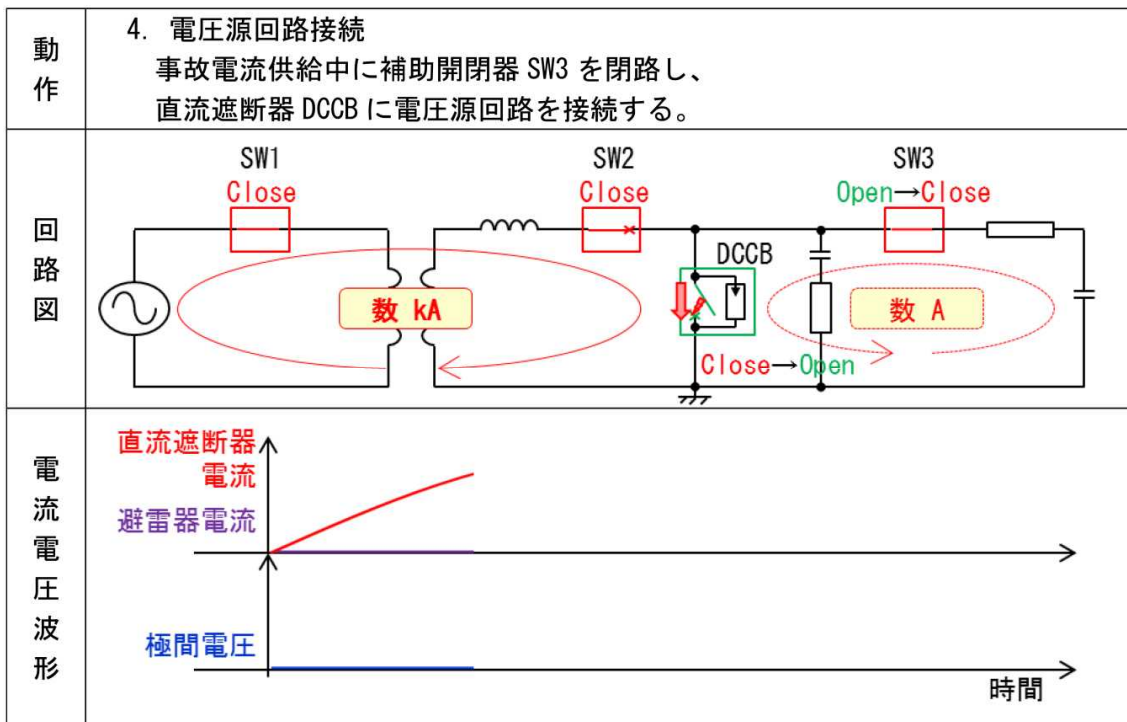 動作
4. 電圧源回路接続
事故電流供給中に補助開閉器 SW3 を閉路し、
直流遮断器 DCCB に電圧源回路を接続する。
回路図
SW1
Close
SW2
Close
SW3
Open→Close
DCCB
数 kA
数 A
Close→Open
電流電圧波形
直流遮断器
電流
避雷器電流
極間電圧
時間